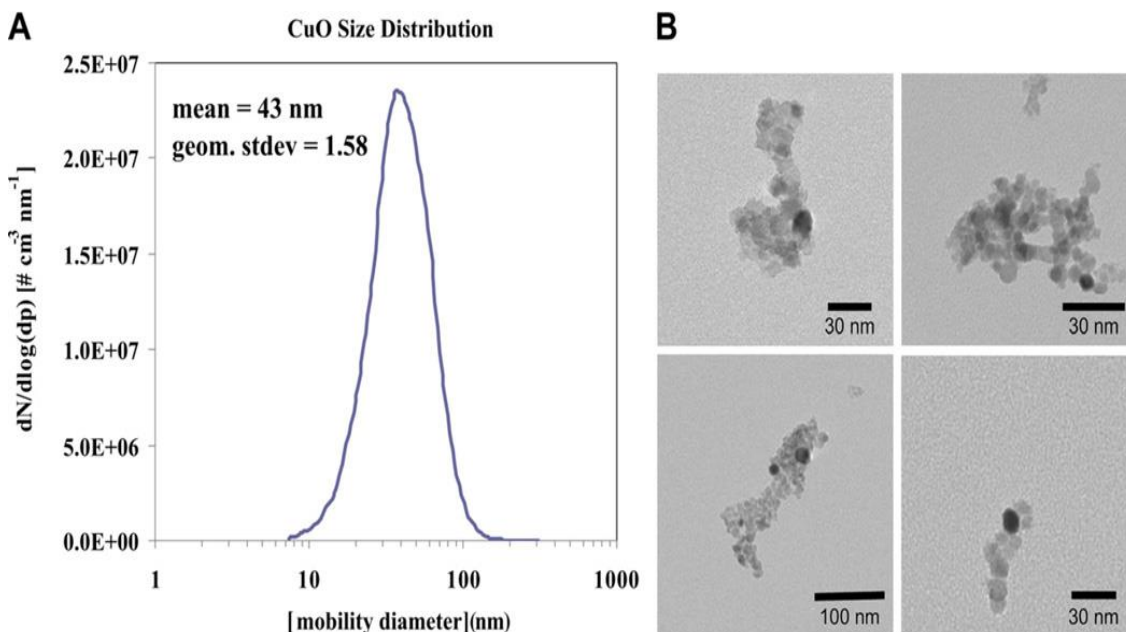 A
CuO Size Distribution
2.5E+07
2.0E+07
1.5E+07
1.0E+07
5.0E+06
0.0E+00
mean = 43 nm
geom. stdev = 1.58
dN/dlog(dp) [# cm⁻³ nm⁻¹]
1
10
100
1000
[mobility diameter](nm)
B
30 nm
30 nm
100 nm
30 nm